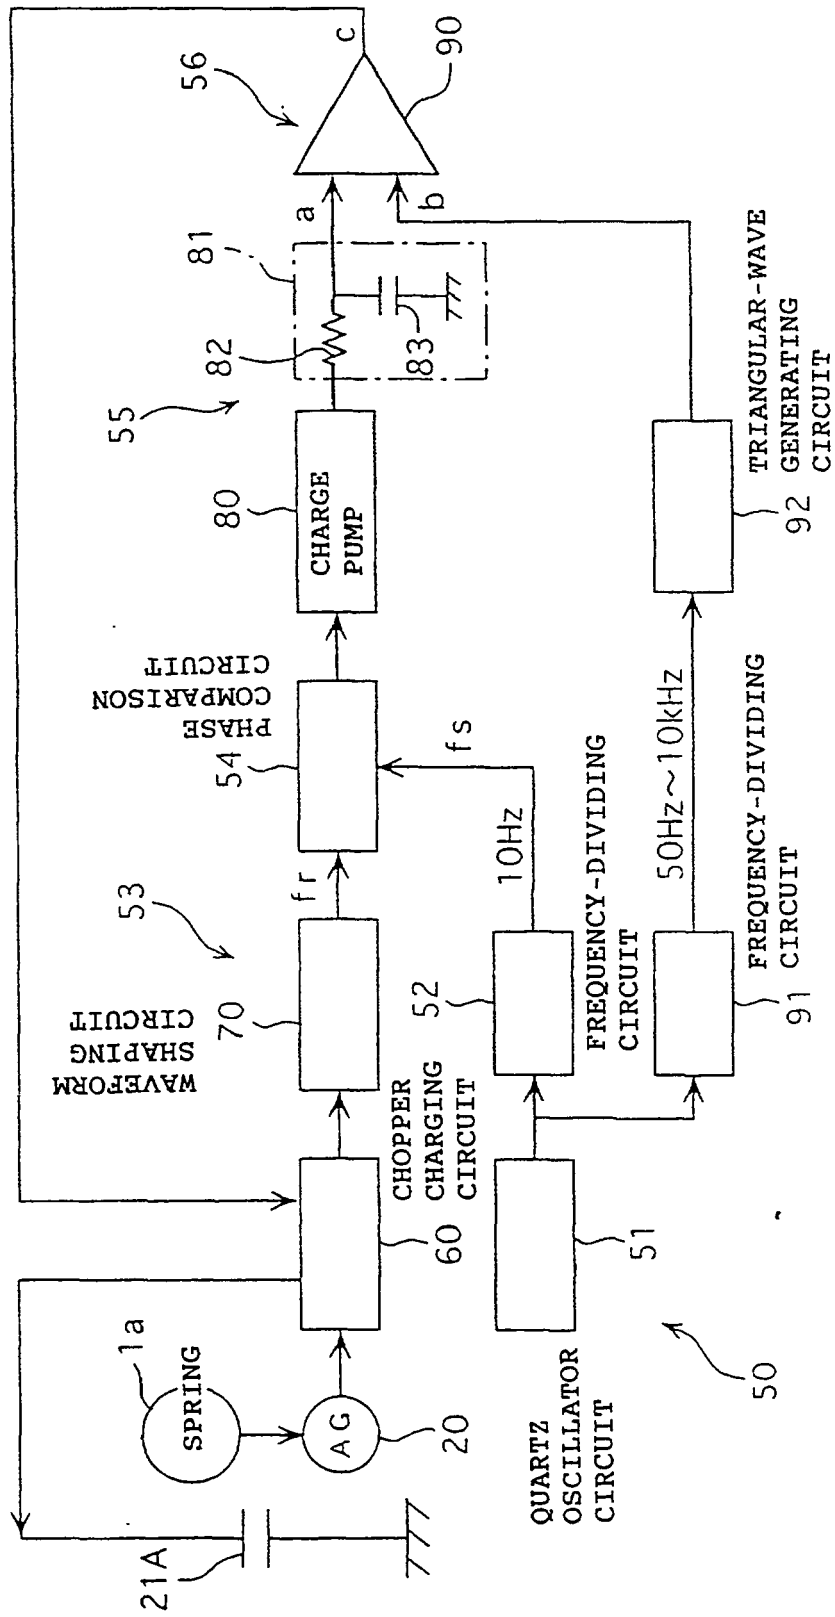 c
56
90
a
b
81
82
83
55
80
CHARGE
PUMP
TRIANGULAR-WAVE
GENERATING
CIRCUIT
92
PHASE
COMPARISON
CIRCUIT
54
fs
10Hz
50Hz~10kHz
fr
53
WAVEFORM
SHAPING
CIRCUIT
70
52
FREQUENCY-DIVIDING
CIRCUIT
FREQUENCY-DIVIDING
CIRCUIT
91
CHOPPER
CHARGING
CIRCUIT
60
51
1a
SPRING
AG
20
QUARTZ
OSCILLATOR
CIRCUIT
50
21A